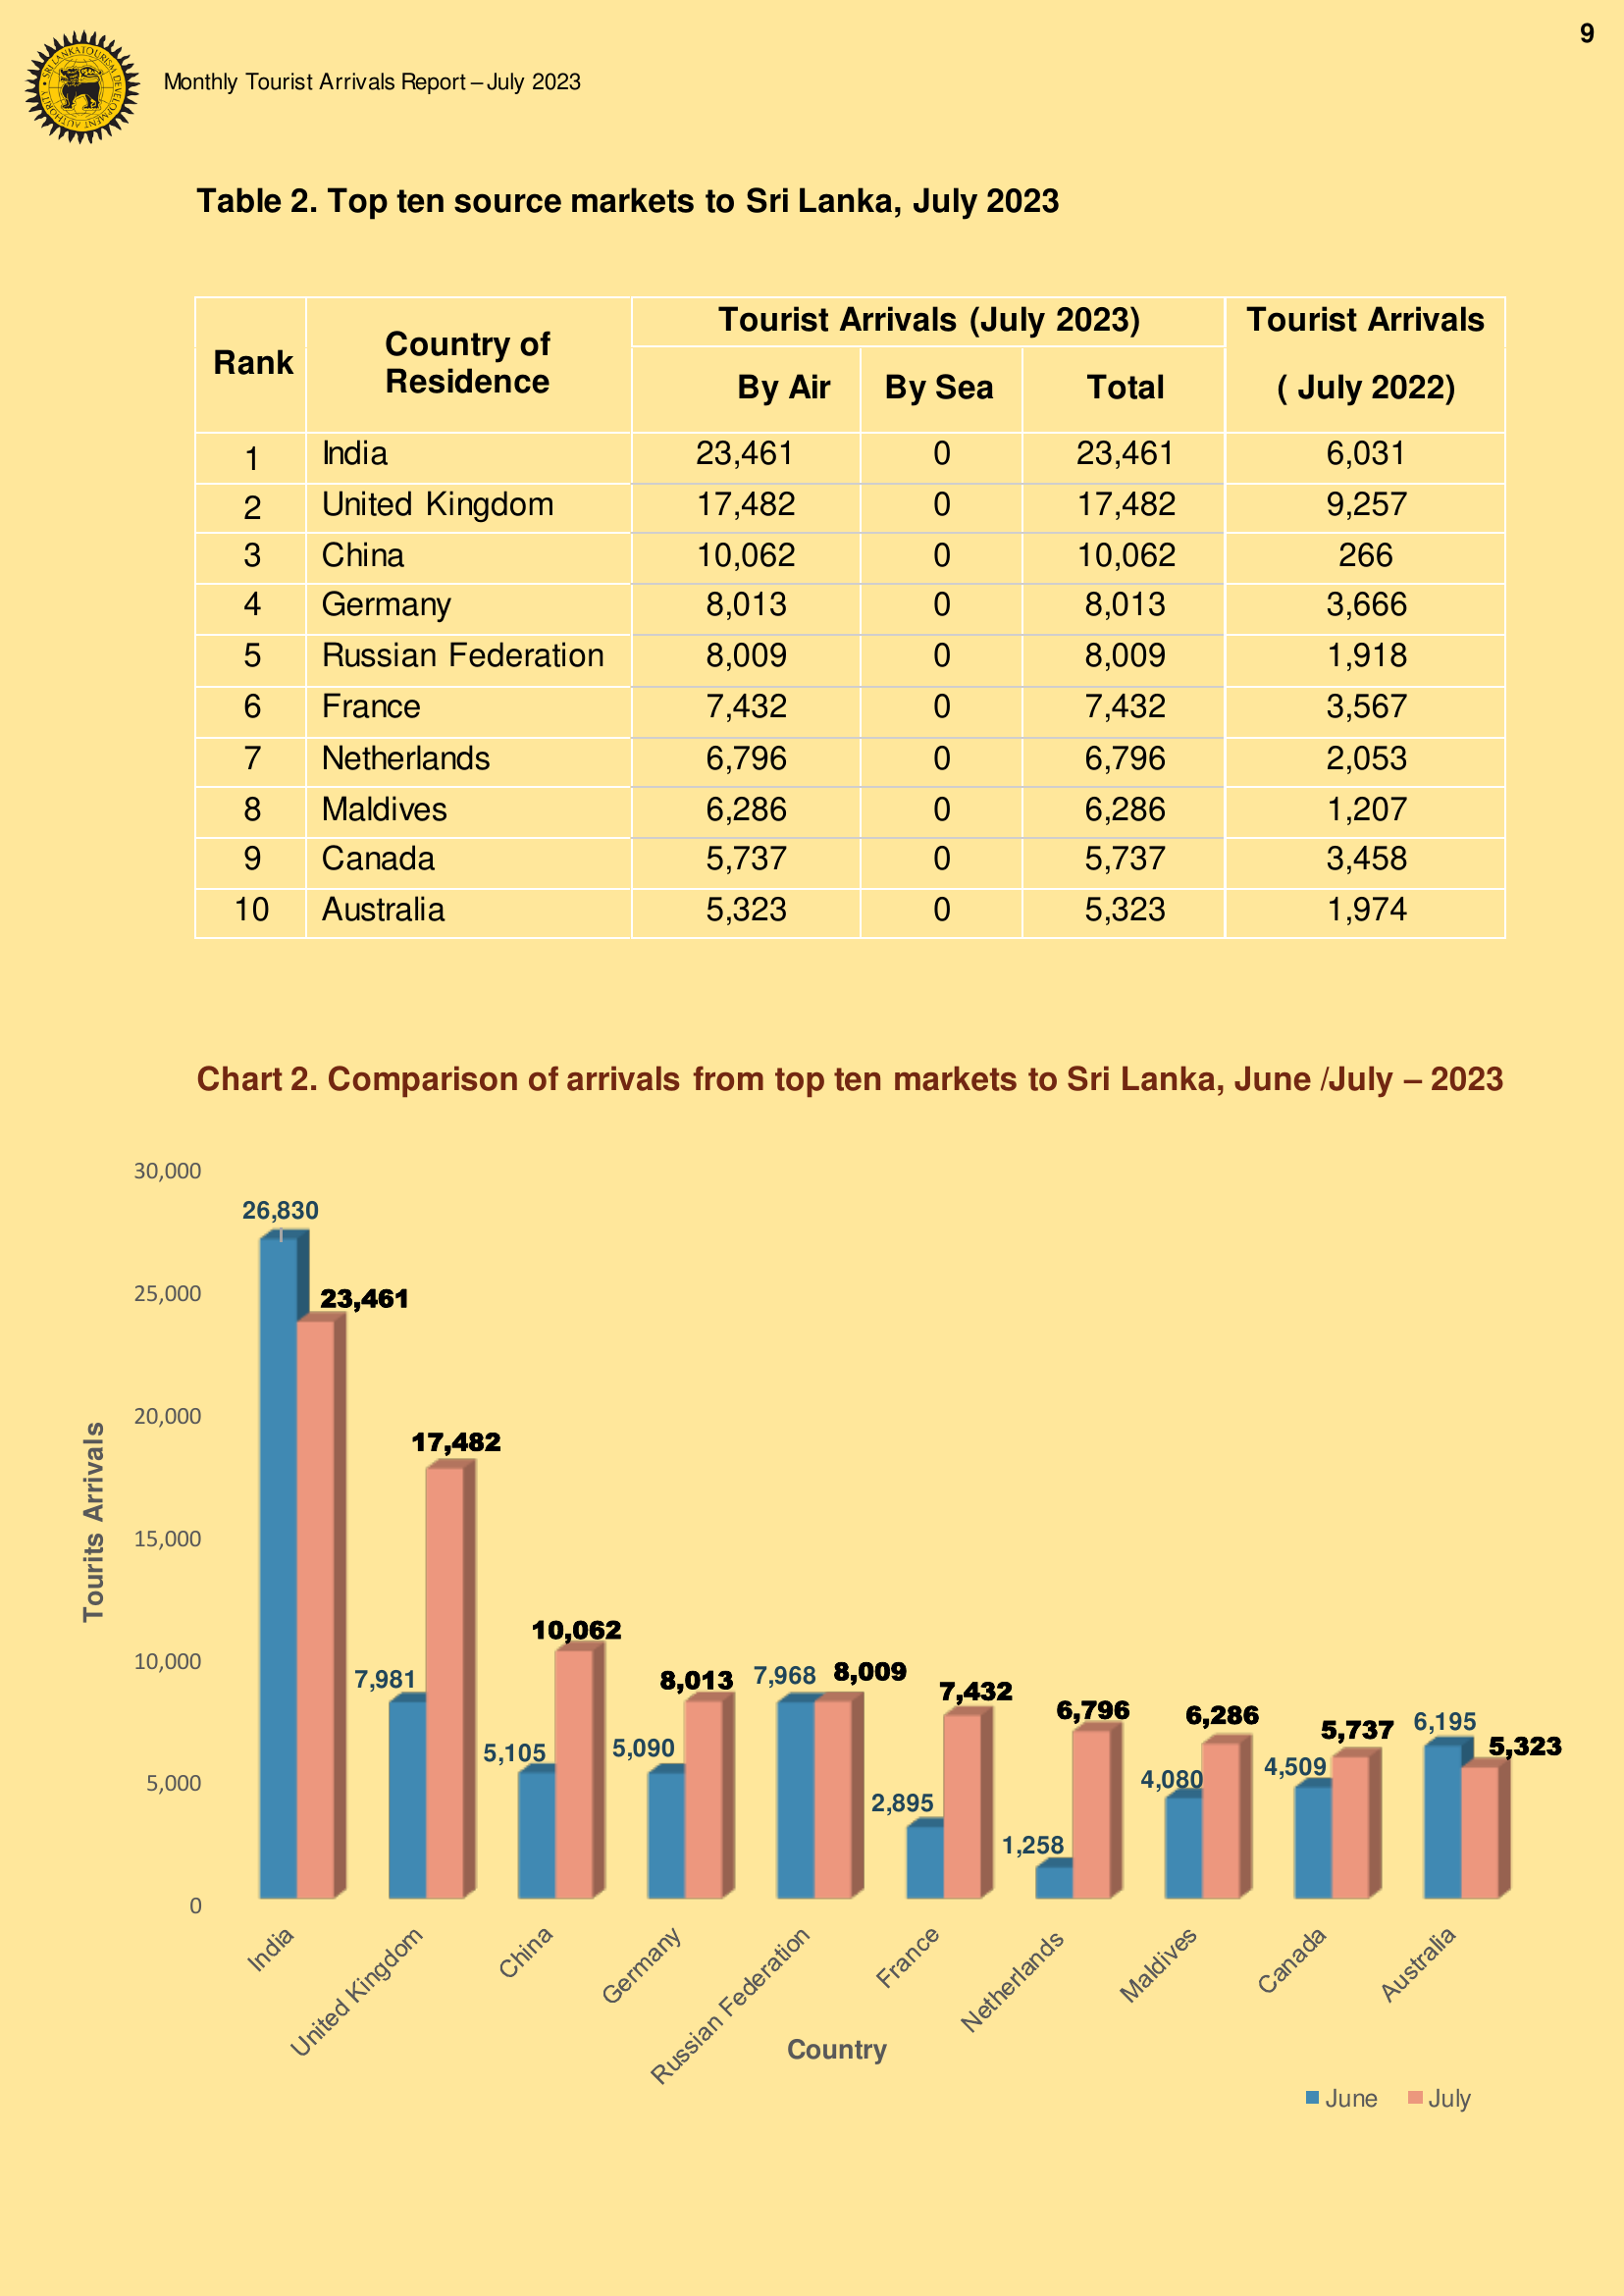 9
SRI LANKA TOURISM DEVELOPMENT AUTHORITY
Monthly Tourist Arrivals Report – July 2023
Table 2. Top ten source markets to Sri Lanka, July 2023
Rank Country of Residence Tourist Arrivals (July 2023) Tourist Arrivals
By Air By Sea Total ( July 2022)
1 India 23,461 0 23,461 6,031
2 United Kingdom 17,482 0 17,482 9,257
3 China 10,062 0 10,062 266
4 Germany 8,013 0 8,013 3,666
5 Russian Federation 8,009 0 8,009 1,918
6 France 7,432 0 7,432 3,567
7 Netherlands 6,796 0 6,796 2,053
8 Maldives 6,286 0 6,286 1,207
9 Canada 5,737 0 5,737 3,458
10 Australia 5,323 0 5,323 1,974
Chart 2. Comparison of arrivals from top ten markets to Sri Lanka, June /July – 2023
Tourits Arrivals
30,000
25,000
20,000
15,000
10,000
5,000
0
26,830 23,461
7,981 17,482
5,105 10,062
5,090 8,013
7,968 8,009
2,895 7,432
1,258 6,796
4,080 6,286
4,509 5,737
6,195 5,323
India
United Kingdom
China
Germany
Russian Federation
France
Netherlands
Maldives
Canada
Australia
Country
June July